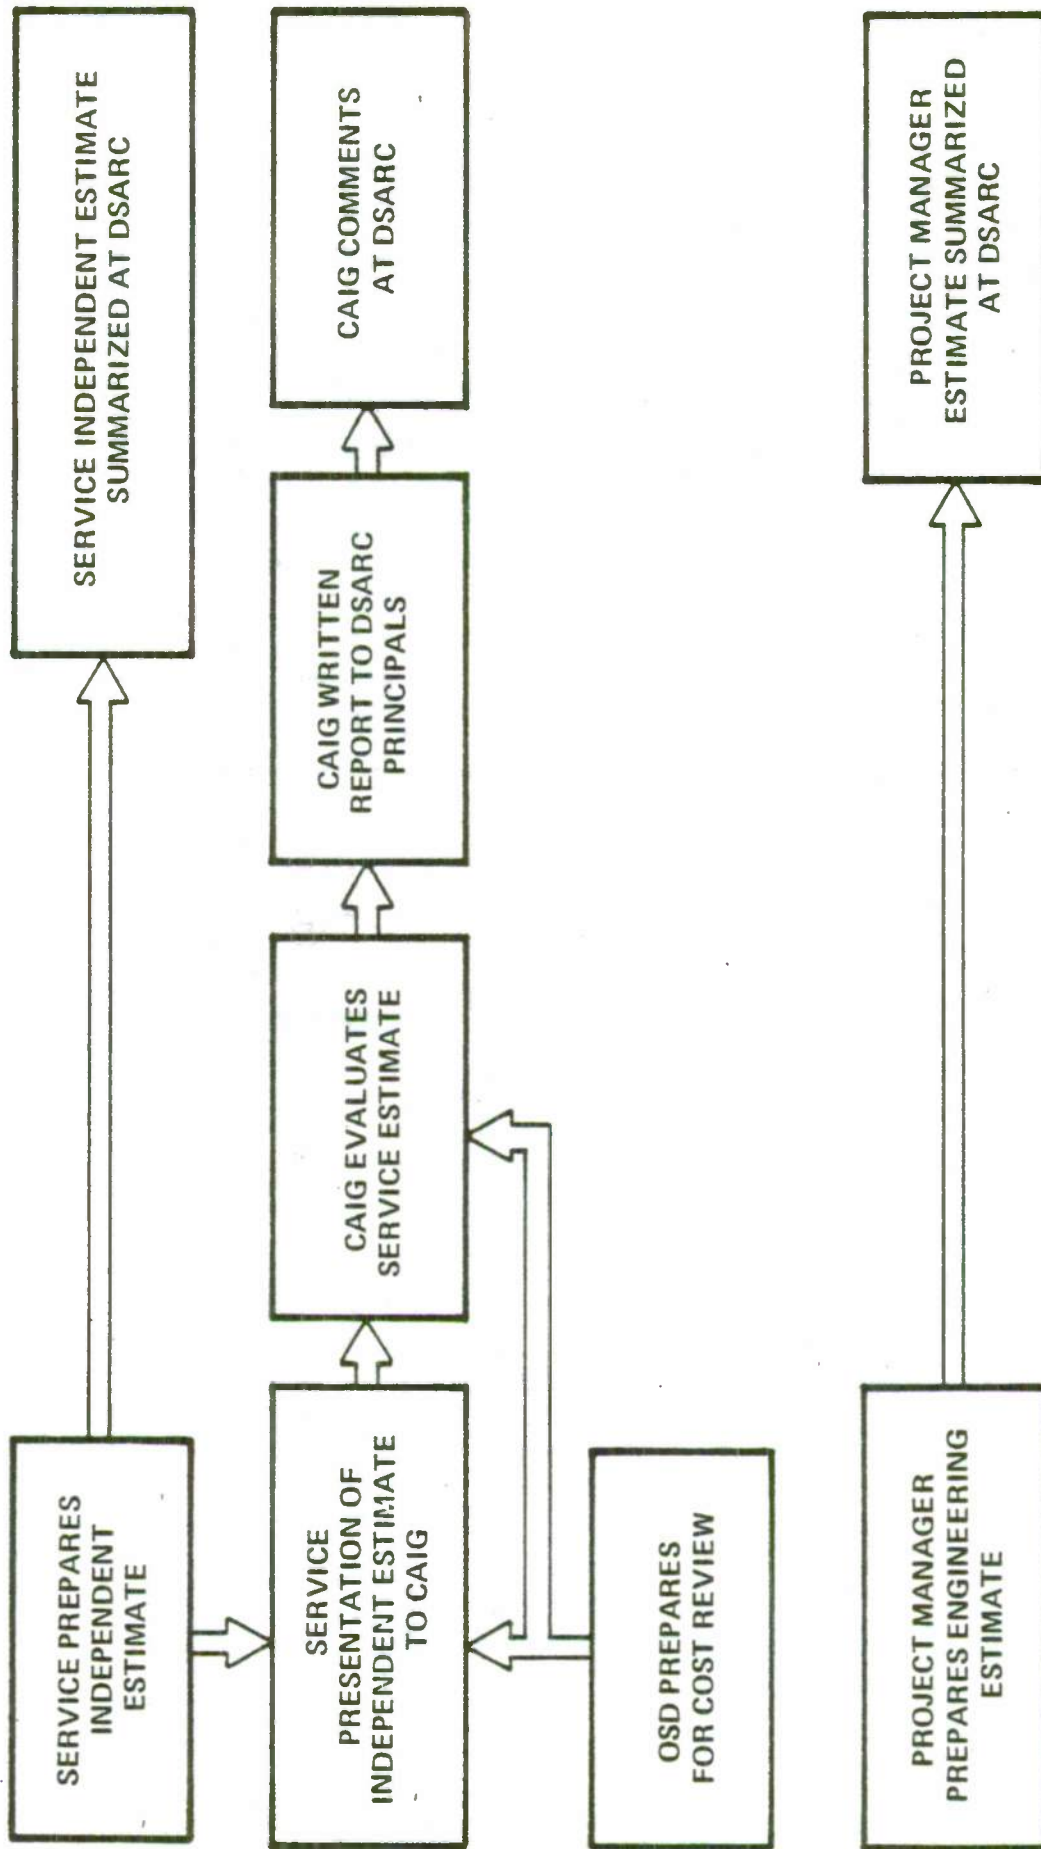 SERVICE PREPARES
INDEPENDENT
ESTIMATE
SERVICE INDEPENDENT ESTIMATE
SUMMARIZED AT DSARC
SERVICE
PRESENTATION OF
INDEPENDENT ESTIMATE
TO CAIG
CAIG EVALUATES
SERVICE ESTIMATE
CAIG WRITTEN
REPORT TO DSARC
PRINCIPALS
CAIG COMMENTS
AT DSARC
OSD PREPARES
FOR COST REVIEW
PROJECT MANAGER
PREPARES ENGINEERING
ESTIMATE
PROJECT MANAGER
ESTIMATE SUMMARIZED
AT DSARC